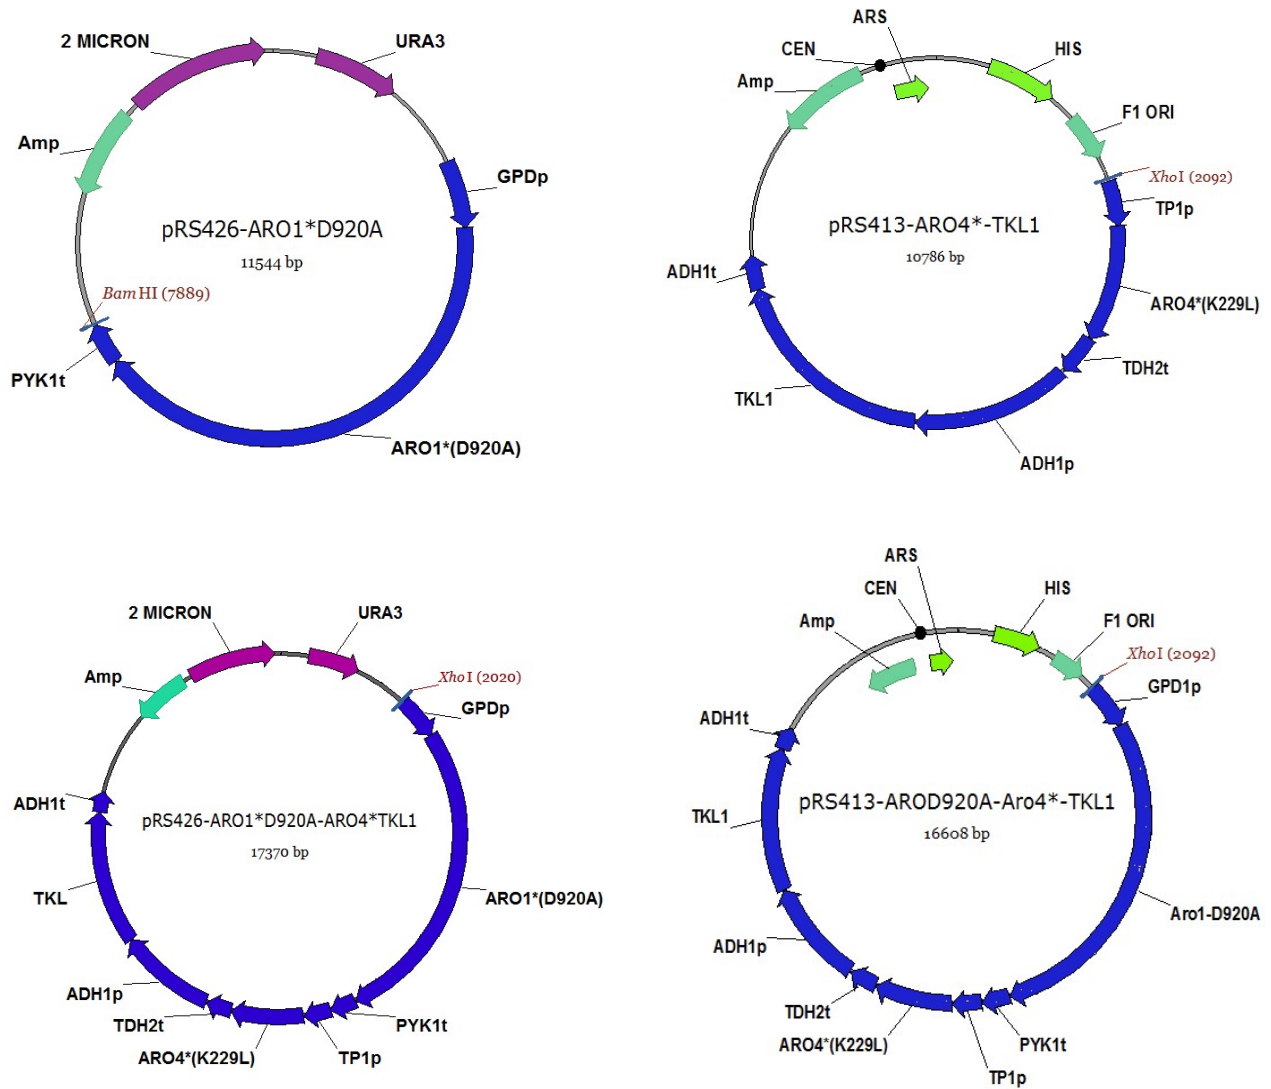 2 MICRON
URA3
Amp
GPDp
pRS426-ARO1*D920A
11544 bp
BamHI (7889)
PYK1t
ARO1*(D920A)
ARS
CEN
HIS
Amp
F1 ORI
XhoI (2092)
TP1p
pRS413-ARO4*-TKL1
10786 bp
ADH1t
ARO4*(K229L)
TDH2t
TKL1
ADH1p
2 MICRON
URA3
Amp
XhoI (2020)
GPDp
ADH1t
pRS426-ARO1*D920A-ARO4*TKL1
17370 bp
TKL
ARO1*(D920A)
ADH1p
TDH2t
PYK1t
ARO4*(K229L)
TP1p
ARS
CEN
HIS
Amp
F1 ORI
XhoI (2092)
GPD1p
ADH1t
pRS413-AROD920A-Aro4*-TKL1
16608 bp
TKL1
Aro1-D920A
ADH1p
TDH2t
ARO4*(K229L)
PYK1t
TP1p